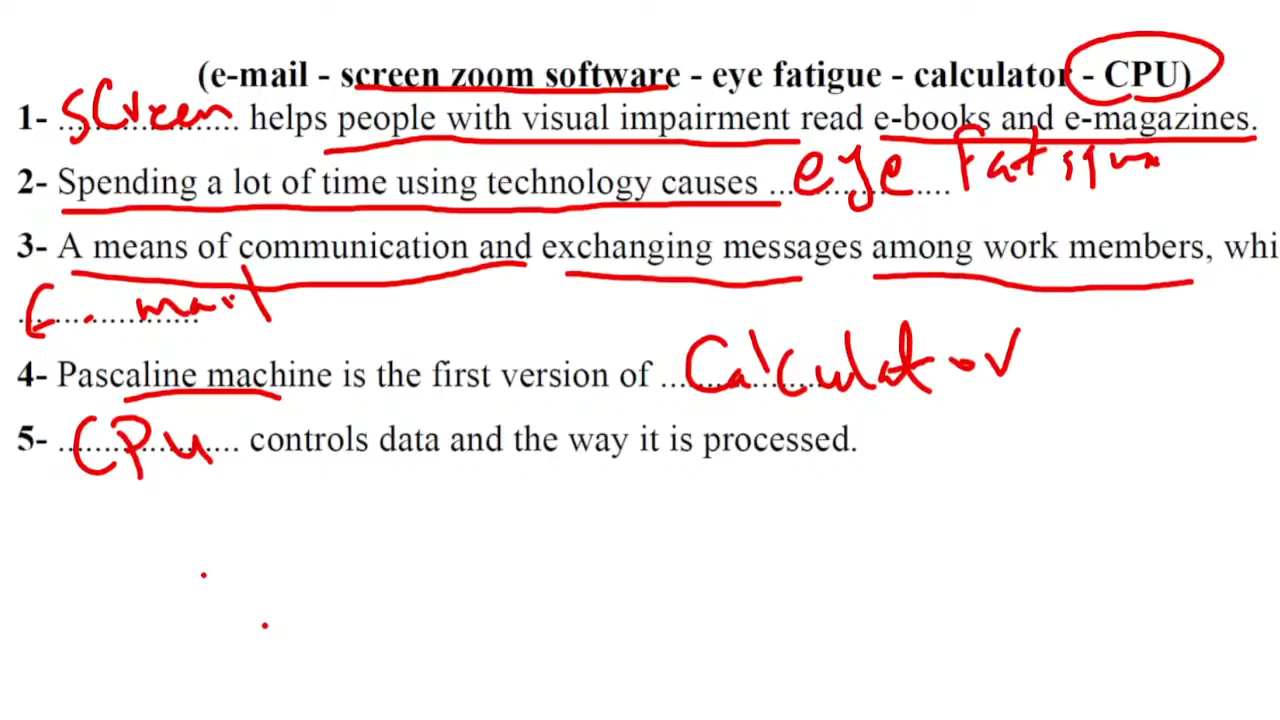 (e-mail - screen zoom software - eye fatigue - calculator - CPU)
1- screen helps people with visual impairment read e-books and e-magazines.
2- Spending a lot of time using technology causes eye fatique
3- A means of communication and exchanging messages among work members, whi
E. mail
4- Pascaline machine is the first version of Calculator
5- CPU controls data and the way it is processed.